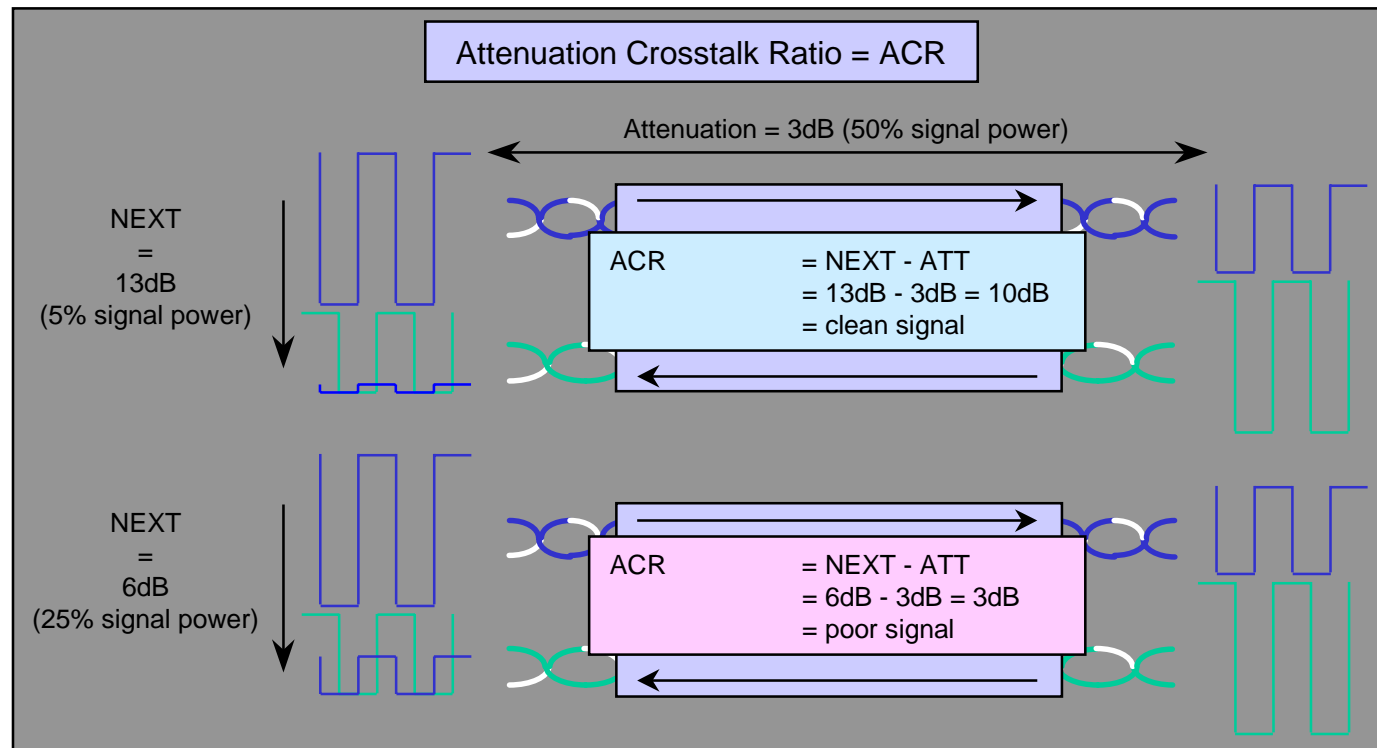 Attenuation Crosstalk Ratio = ACR
Attenuation = 3dB (50% signal power)
NEXT
=
13dB
(5% signal power)
ACR = NEXT - ATT
= 13dB - 3dB = 10dB
= clean signal
NEXT
=
6dB
(25% signal power)
ACR = NEXT - ATT
= 6dB - 3dB = 3dB
= poor signal